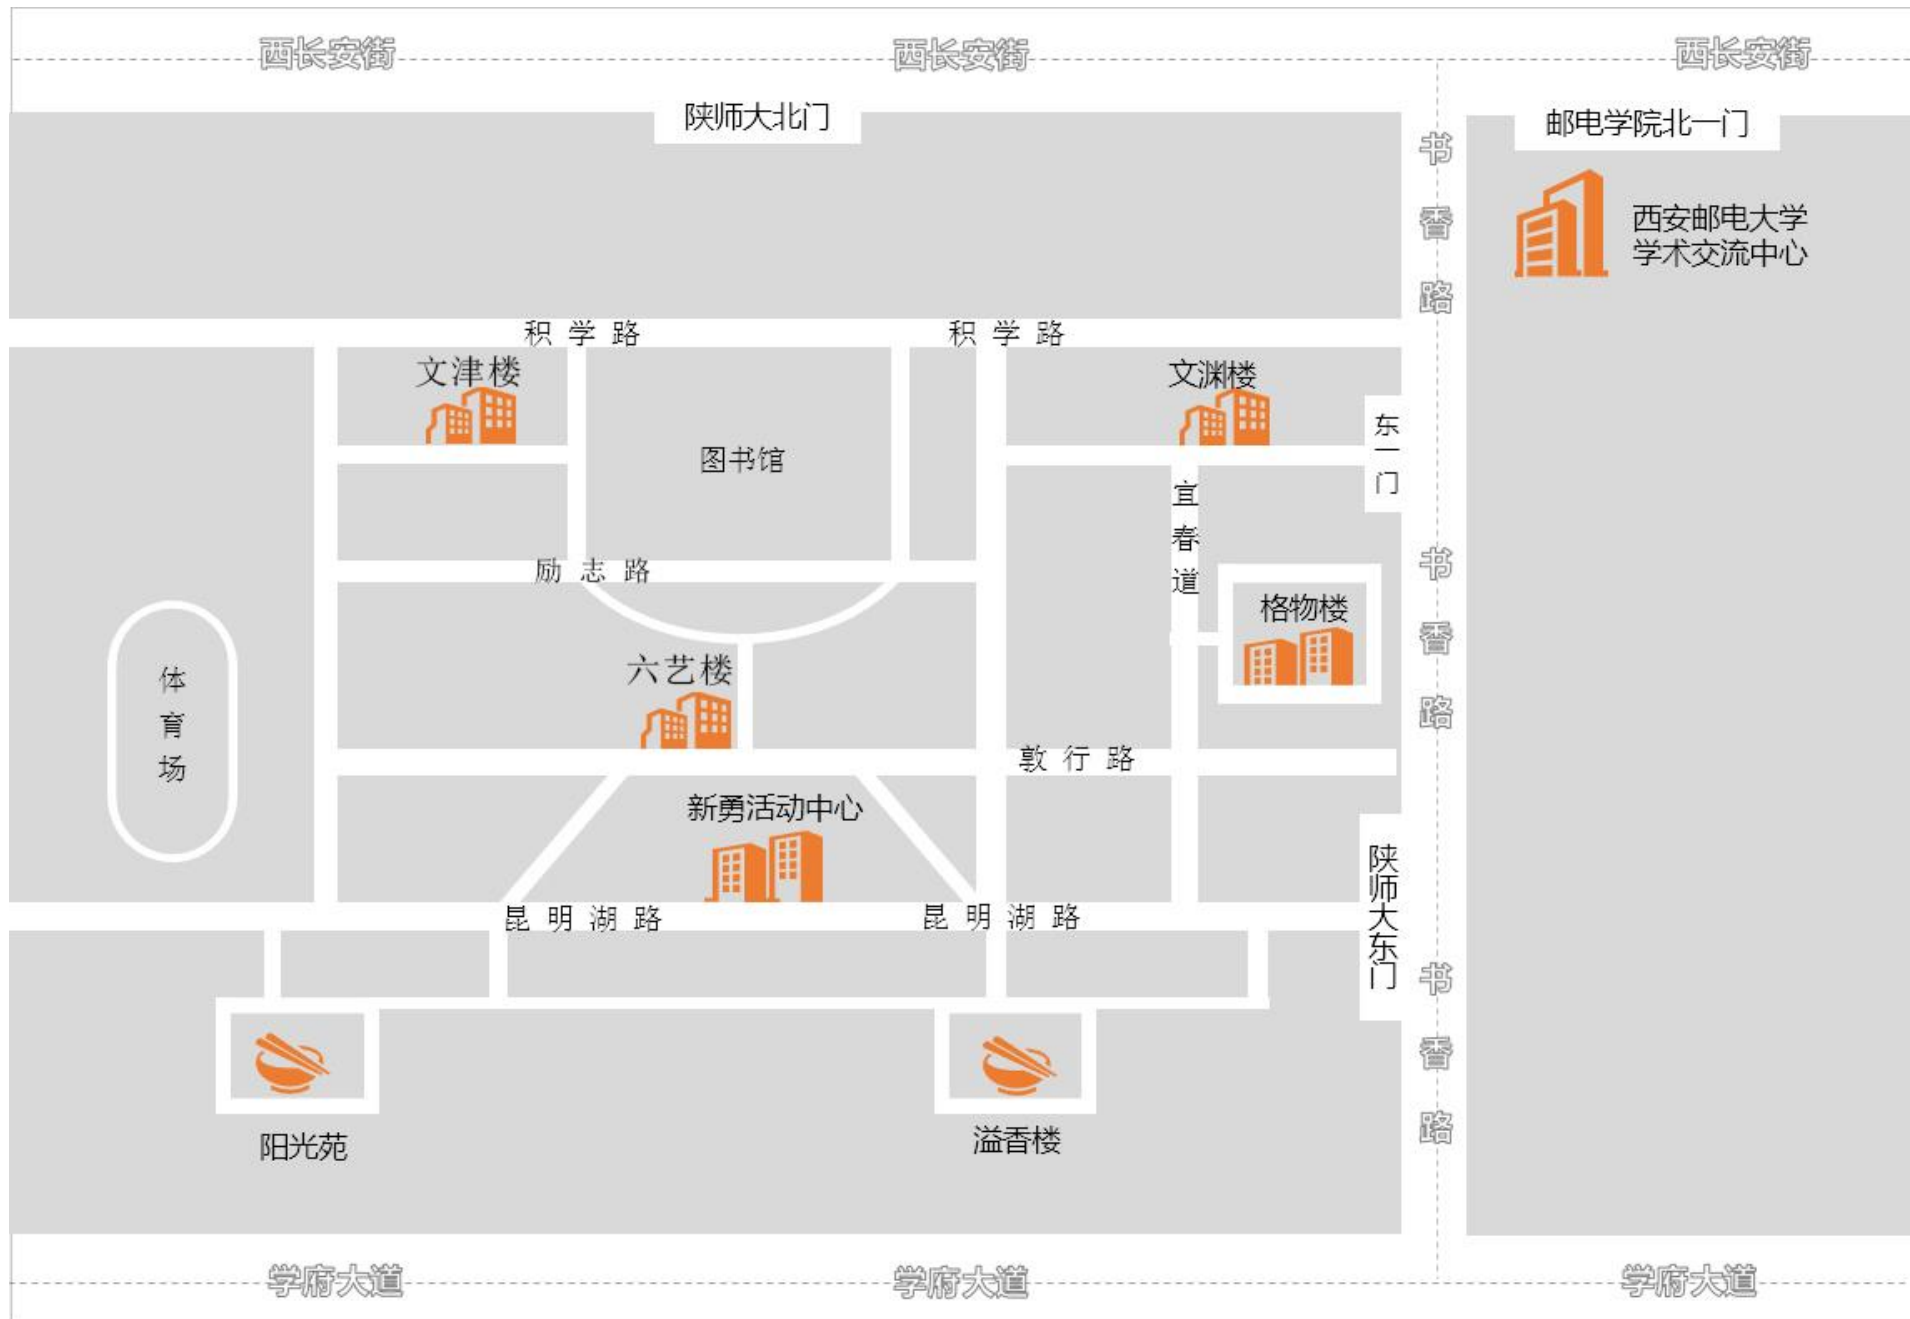 西长安街
西长安街
西长安街
陕师大北门
邮电学院北一门
书香路
西安邮电大学
学术交流中心
积学路
积学路
文津楼
文渊楼
东一门
图书馆
宜春道
励志路
书香路
格物楼
六艺楼
体育场
敦行路
新勇活动中心
陕师大东门
昆明湖路
昆明湖路
书香路
阳光苑
溢香楼
学府大道
学府大道
学府大道